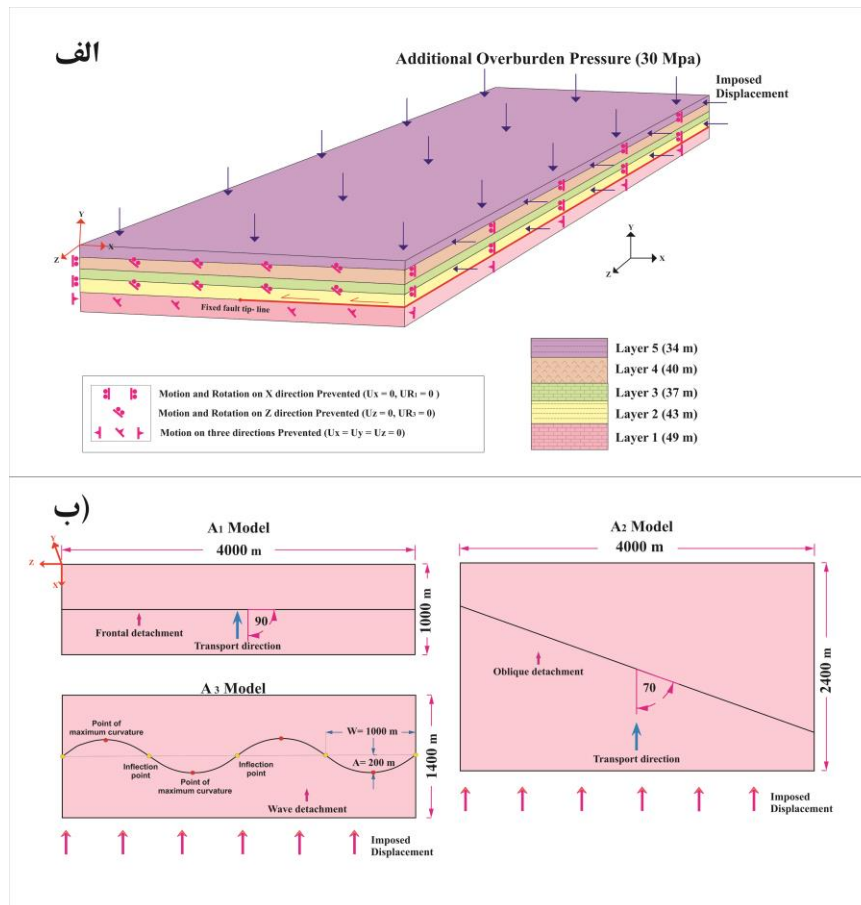 الف
Additional Overburden Pressure (30 Mpa)
Imposed
Displacement
Y
X
Z
Y
X
Z
Fixed fault tip- line
Motion and Rotation on X direction Prevented (Ux = 0, UR1 = 0 )
Motion and Rotation on Z direction Prevented (Uz = 0, UR3 = 0)
Motion on three directions Prevented (Ux = Uy = Uz = 0)
Layer 5 (34 m)
Layer 4 (40 m)
Layer 3 (37 m)
Layer 2 (43 m)
Layer 1 (49 m)
ب)
A1 Model
4000 m
Y
Z
X
90
Frontal detachment
Transport direction
1000 m
A2 Model
4000 m
Oblique detachment
70
Transport direction
2400 m
Imposed
Displacement
A3 Model
Point of
maximum curvature
Inflection
point
Point of
maximum curvature
Inflection
point
W= 1000 m
A= 200 m
Wave detachment
1400 m
Imposed
Displacement